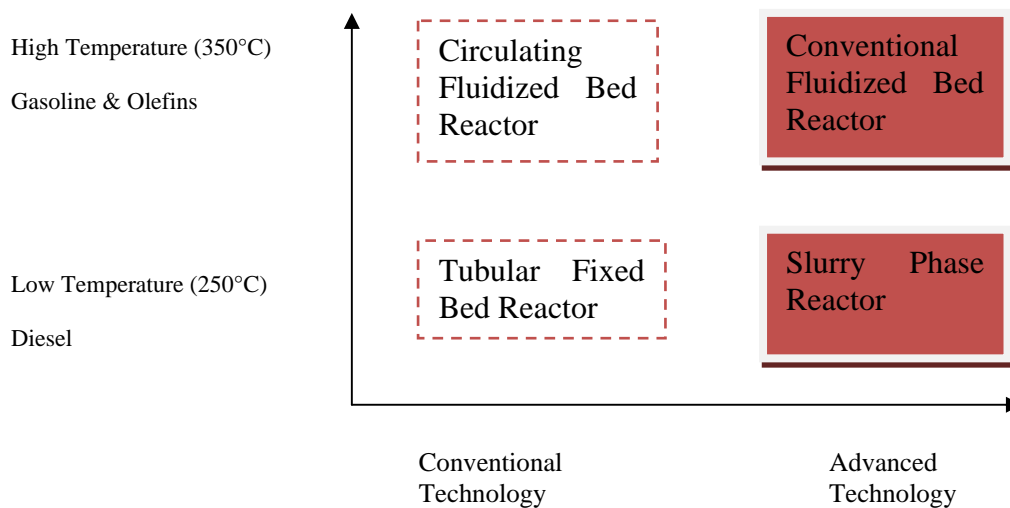 High Temperature (350°C)
Gasoline & Olefins
Circulating
Fluidized Bed
Reactor
Conventional
Fluidized Bed
Reactor
Low Temperature (250°C)
Diesel
Tubular Fixed
Bed Reactor
Slurry Phase
Reactor
Conventional
Technology
Advanced
Technology